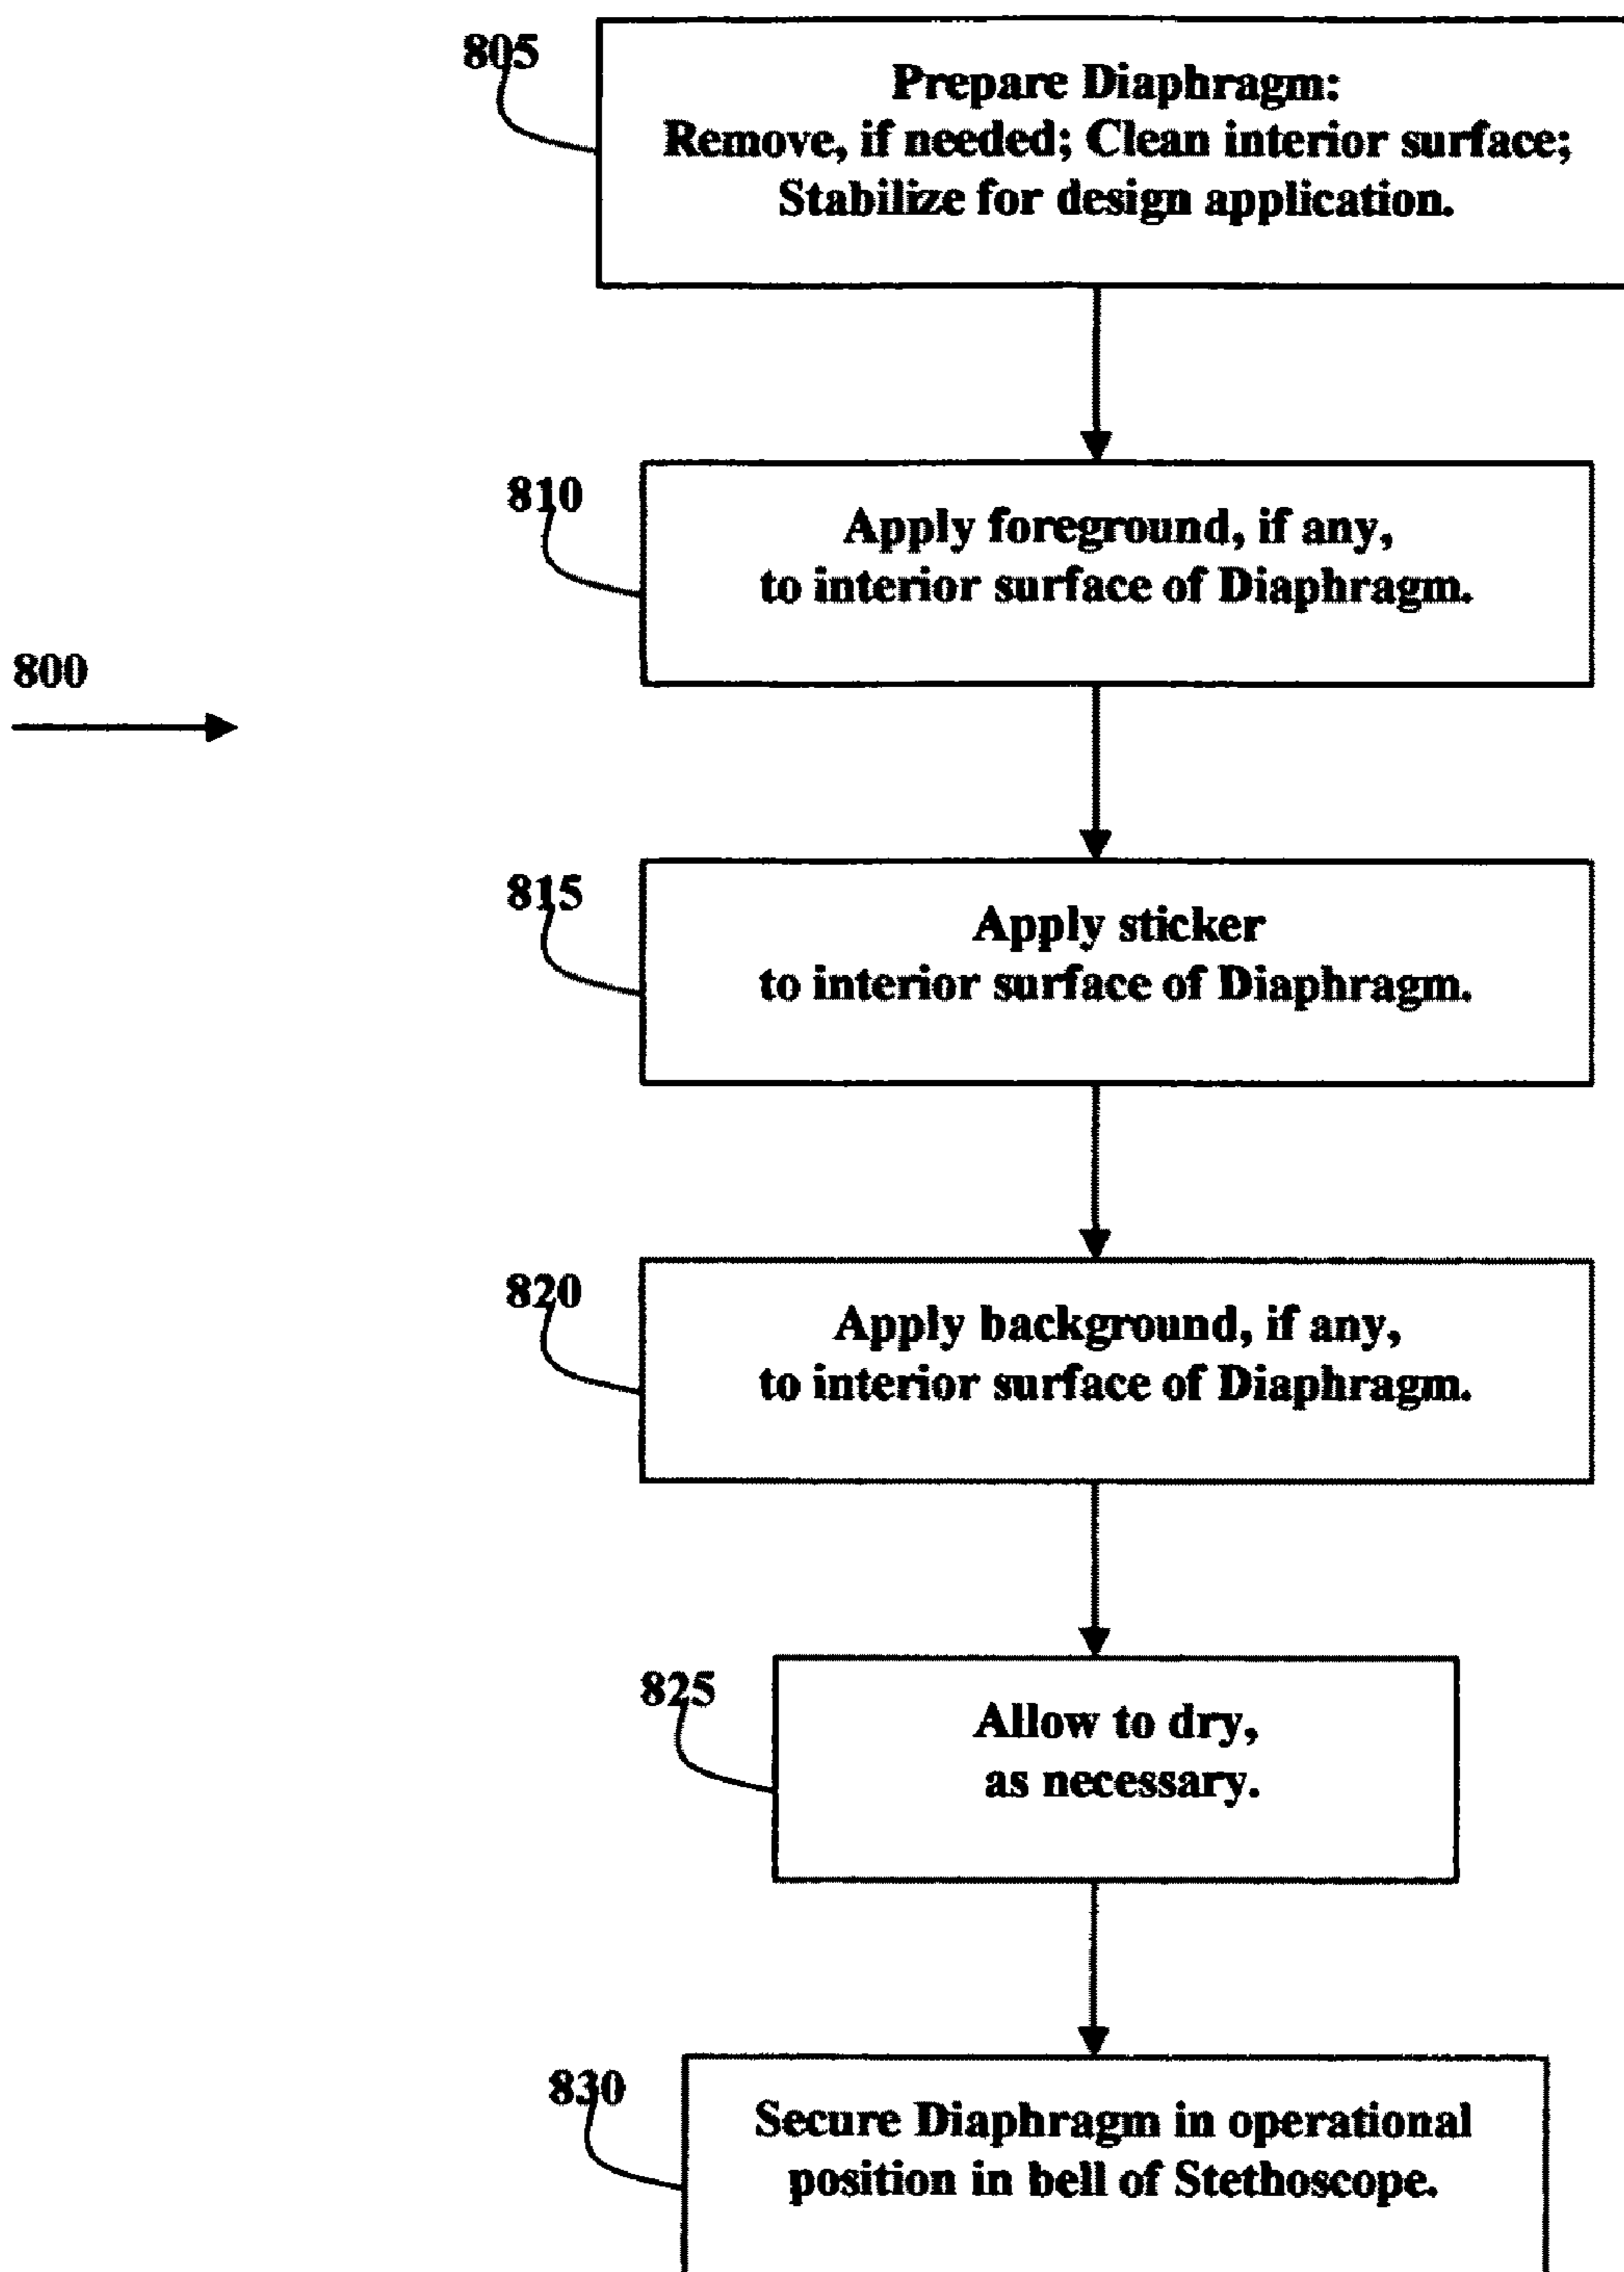 805
Prepare Diaphragm:
Remove, if needed; Clean interior surface;
Stabilize for design application.
810
Apply foreground, if any,
to interior surface of Diaphragm.
800
815
Apply sticker
to interior surface of Diaphragm.
820
Apply background, if any,
to interior surface of Diaphragm.
825
Allow to dry,
as necessary.
830
Secure Diaphragm in operational
position in bell of Stethoscope.